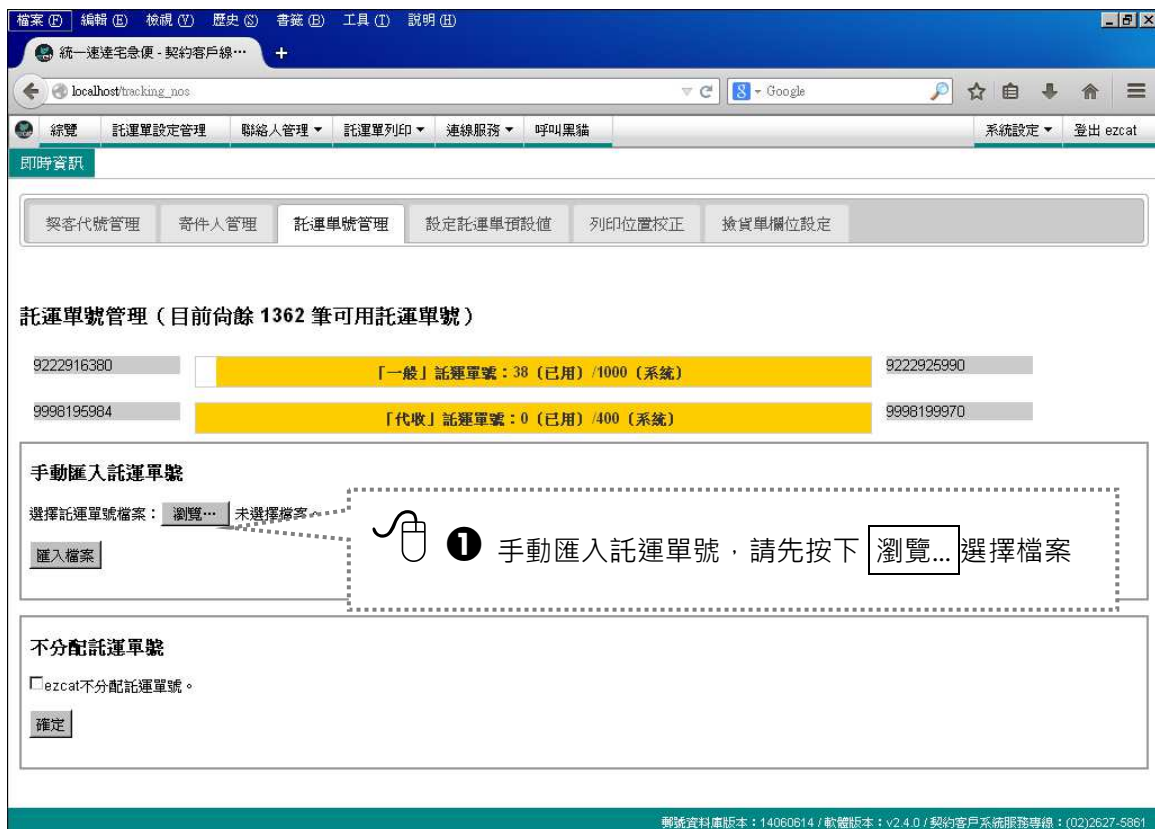 檔案(F) 編輯(E) 檢視(V) 歷史(S) 書籤(B) 工具(T) 說明(H)
統一速達宅急便 - 契約客戶線… +
localhost/tracking_nos 8 - Google
綜覽 託運單設定管理 聯絡人管理▼ 託運單列印▼ 連線服務▼ 呼叫黑貓 系統設定▼ 登出 ezcat
即時資訊
契客代號管理 寄件人管理 託運單號管理 設定託運單預設值 列印位置校正 撿貨單欄位設定
託運單號管理(目前尚餘 1362 筆可用託運單號)
9222916380 「一般」託運單號:38(已用)/1000(系統) 9222925990
9998195984 「代收」託運單號:0(已用)/400(系統) 9998199970
手動匯入託運單號
選擇託運單號檔案: 瀏覽… 未選擇檔案。
❶ 手動匯入託運單號,請先按下 瀏覽... 選擇檔案
匯入檔案
不分配託運單號
ezcat不分配託運單號。
確定
郵號資料庫版本:14060614 / 軟體版本:v2.4.0 / 契約客戶系統服務專線:(02)2627-5861